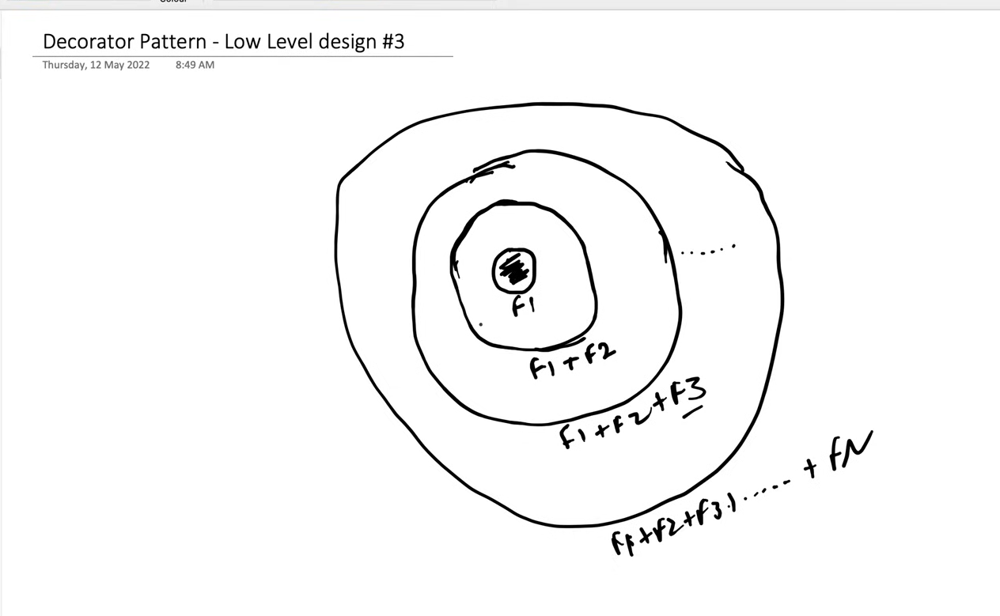 Decorator Pattern - Low Level design #3
Thursday, 12 May 2022 8:49 AM
F1
F1 + F2
F1 + F2 + F3
F1 + F2 + F3 ...... + FN